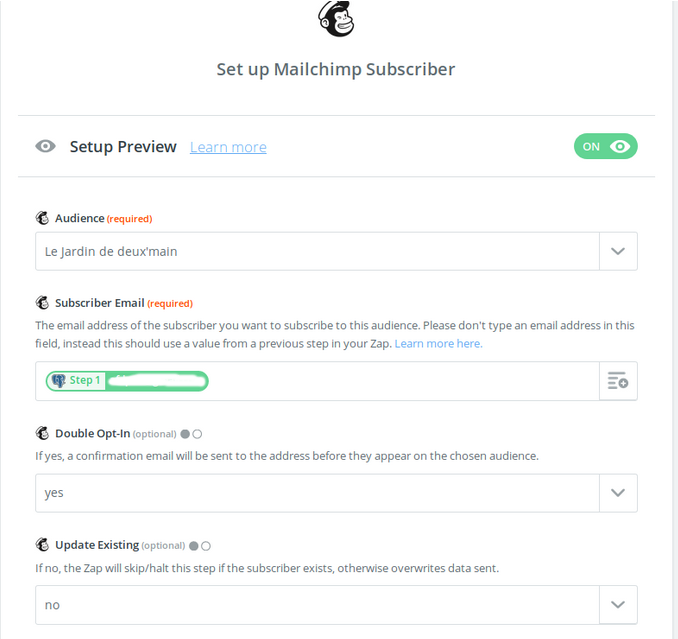 Set up Mailchimp Subscriber
Setup Preview Learn more ON
Audience (required)
Le Jardin de deux'main
Subscriber Email (required)
The email address of the subscriber you want to subscribe to this audience. Please don't type an email address in this
field, instead this should use a value from a previous step in your Zap. Learn more here.
Step 1
Double Opt-In (optional)
If yes, a confirmation email will be sent to the address before they appear on the chosen audience.
yes
Update Existing (optional)
If no, the Zap will skip/halt this step if the subscriber exists, otherwise overwrites data sent.
no